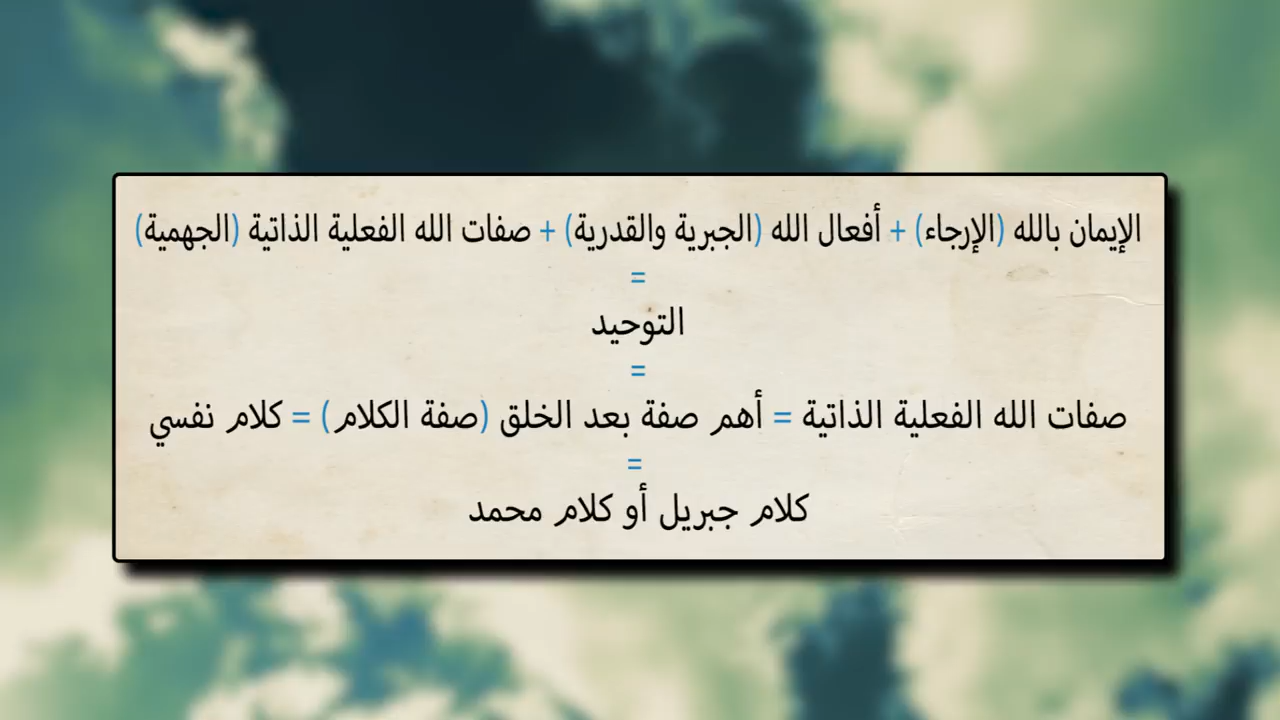 الإيمان بالله (الإرجاء) + أفعال الله (الجبرية والقدرية) + صفات الله الفعلية الذاتية (الجهمية)
=
التوحيد
=
صفات الله الفعلية الذاتية = أهم صفة بعد الخلق (صفة الكلام) = كلام نفسي
=
كلام جبريل أو كلام محمد